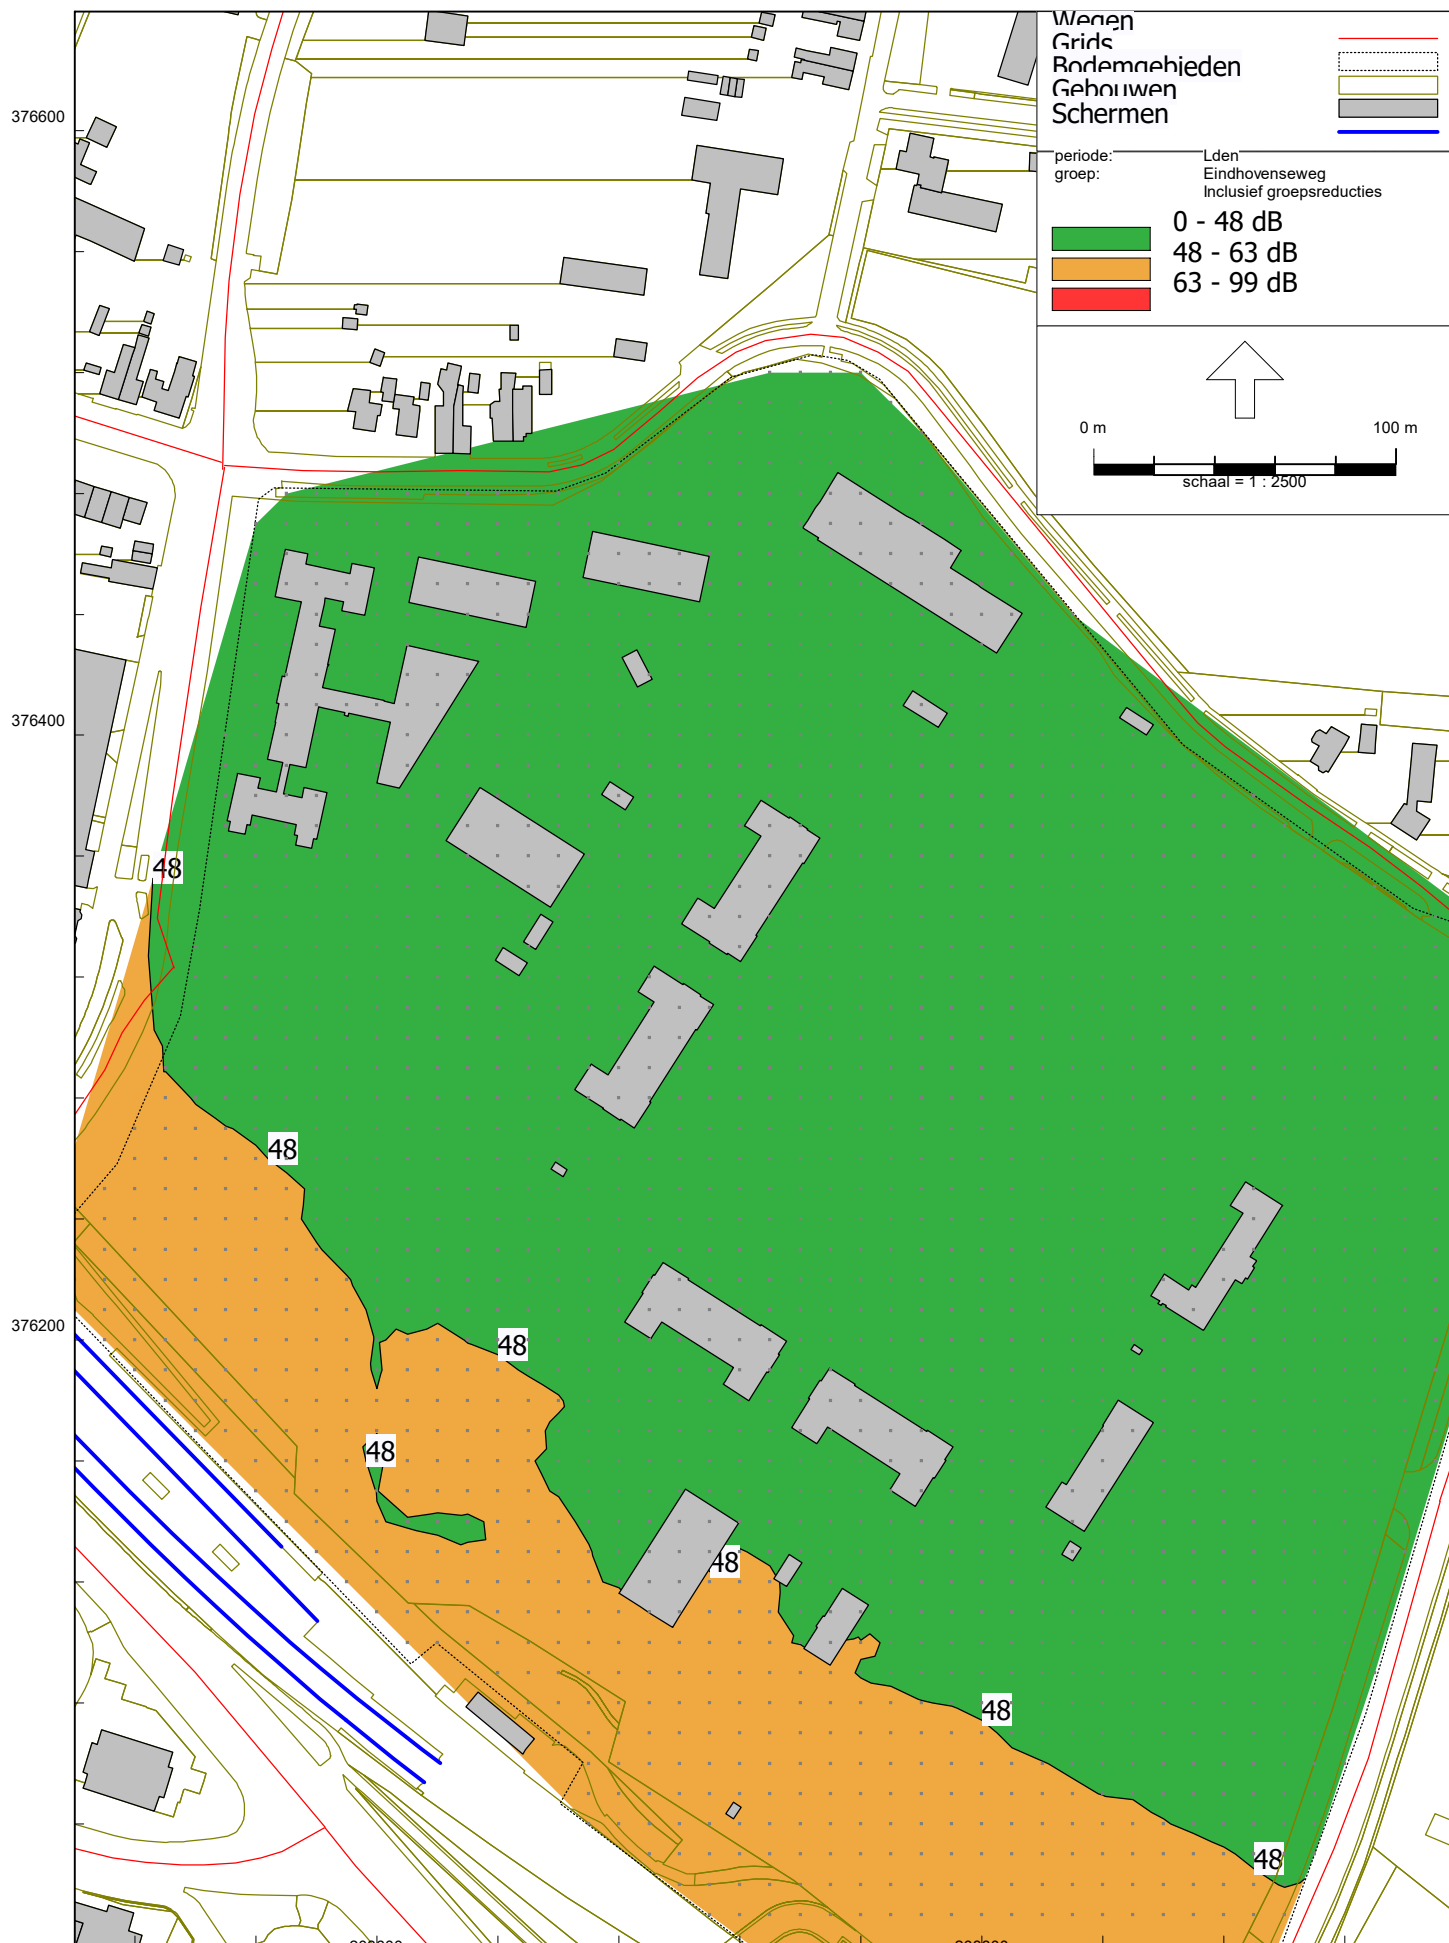 Wegen
Grids
Bodemgebieden
Gebouwen
Schermen
periode: Lden
groep: Eindhovenseweg
Inclusief groepsreducties
0 - 48 dB
48 - 63 dB
63 - 99 dB
0 m 100 m
schaal = 1 : 2500
376600
376400
48
48
376200
48
48
48
48
48